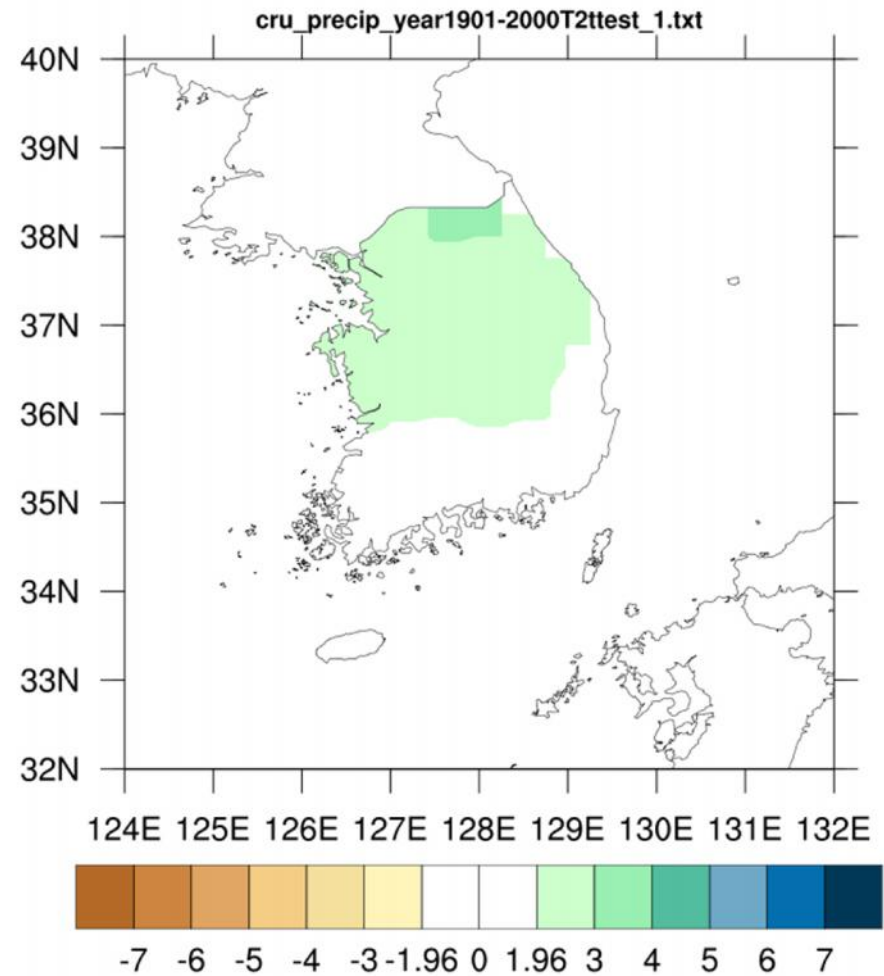 cru_precip_year1901-2000T2ttest_1.txt
40N
39N
38N
37N
36N
35N
34N
33N
32N
124E 125E 126E 127E 128E 129E 130E 131E 132E
-7 -6 -5 -4 -3 -1.96 0 1.96 3 4 5 6 7